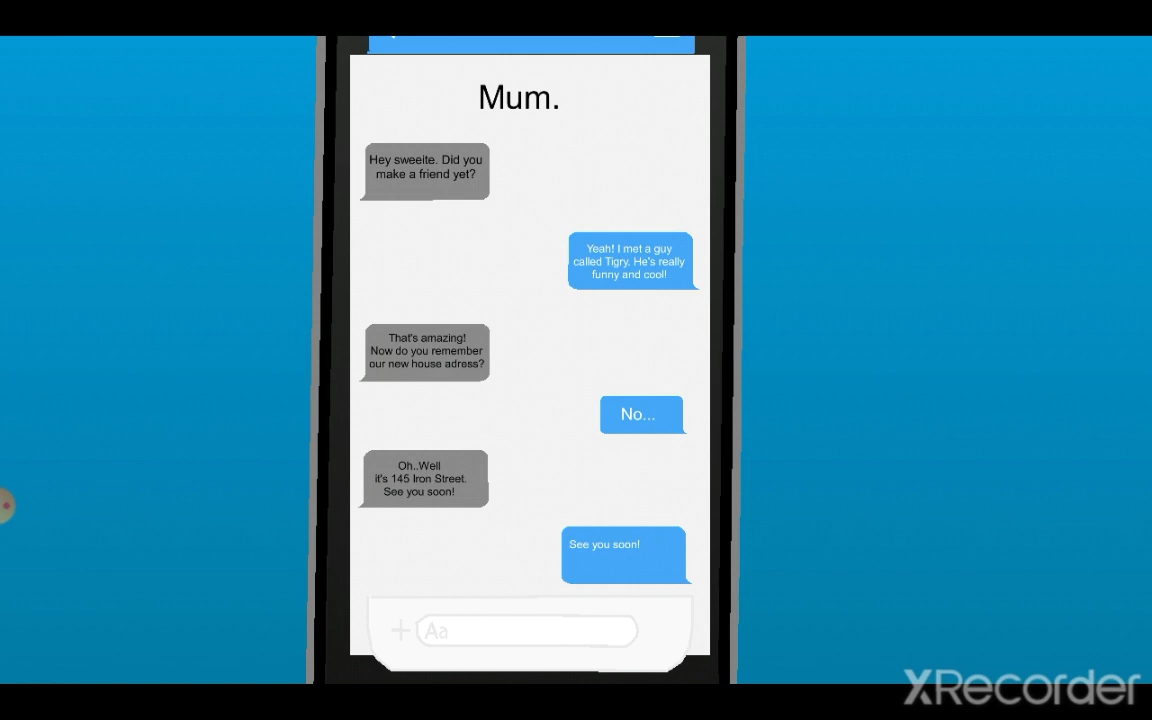 Mum.
Hey sweeite. Did you
make a friend yet?
Yeah! I met a guy
called Tigry. He's really
funny and cool!
That's amazing!
Now do you remember
our new house adress?
No...
Oh..Well
it's 145 Iron Street.
See you soon!
See you soon!
Aa
XRecorder